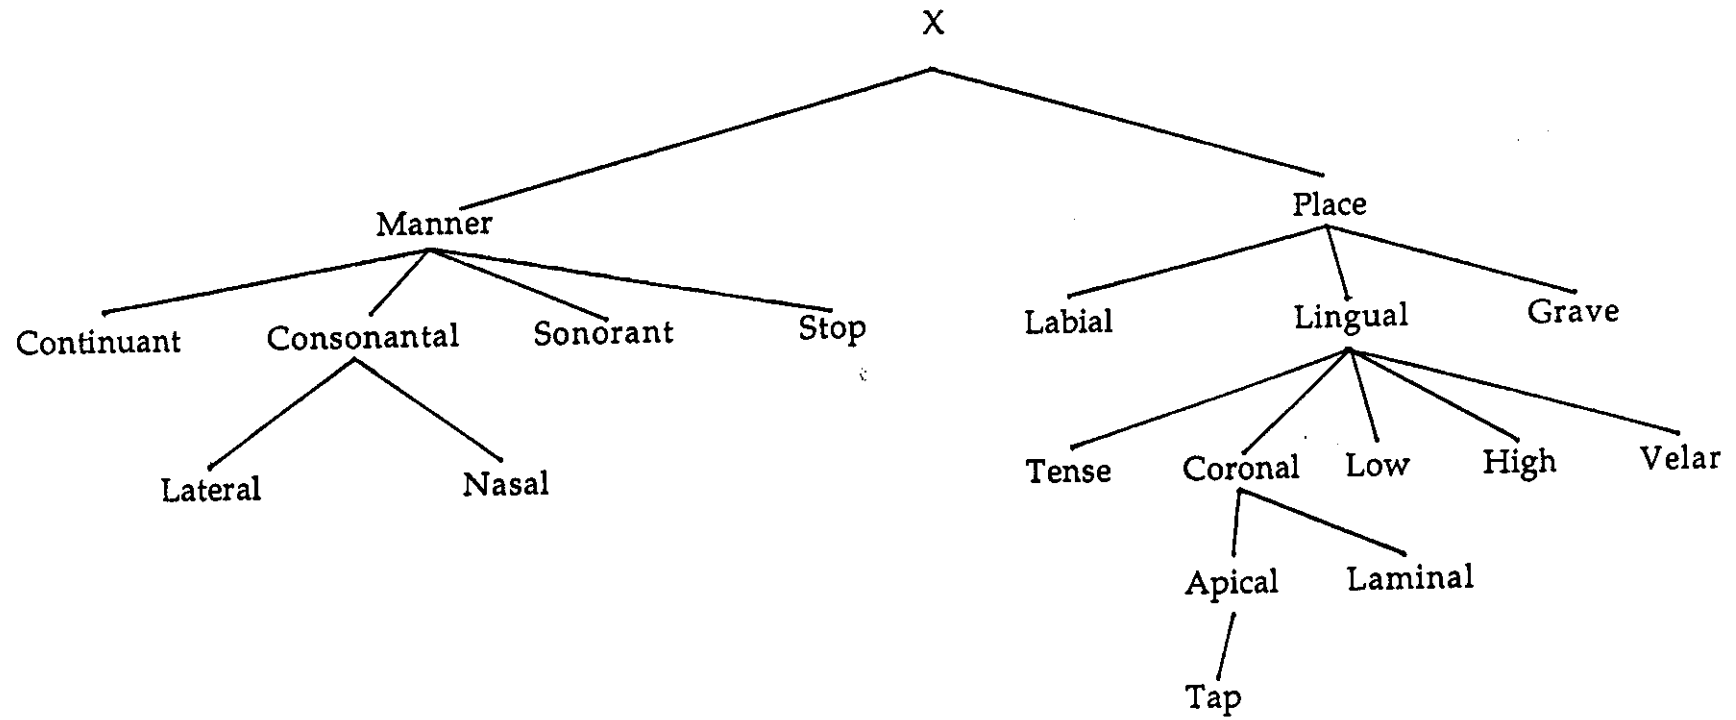 X
Manner
Place
Continuant Consonantal Sonorant Stop
Labial Lingual Grave
Lateral Nasal
Tense Coronal Low High Velar
Apical Laminal
Tap